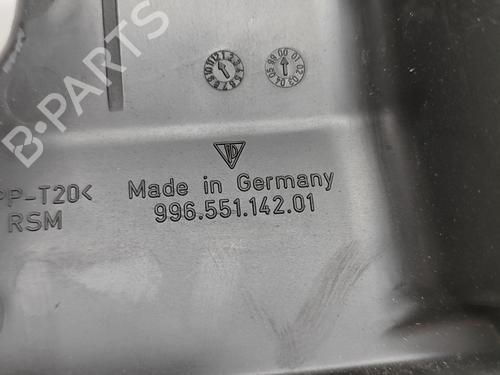 B-PARTS
Made in Germany
996.551.142.01
PP-T20<
RSM